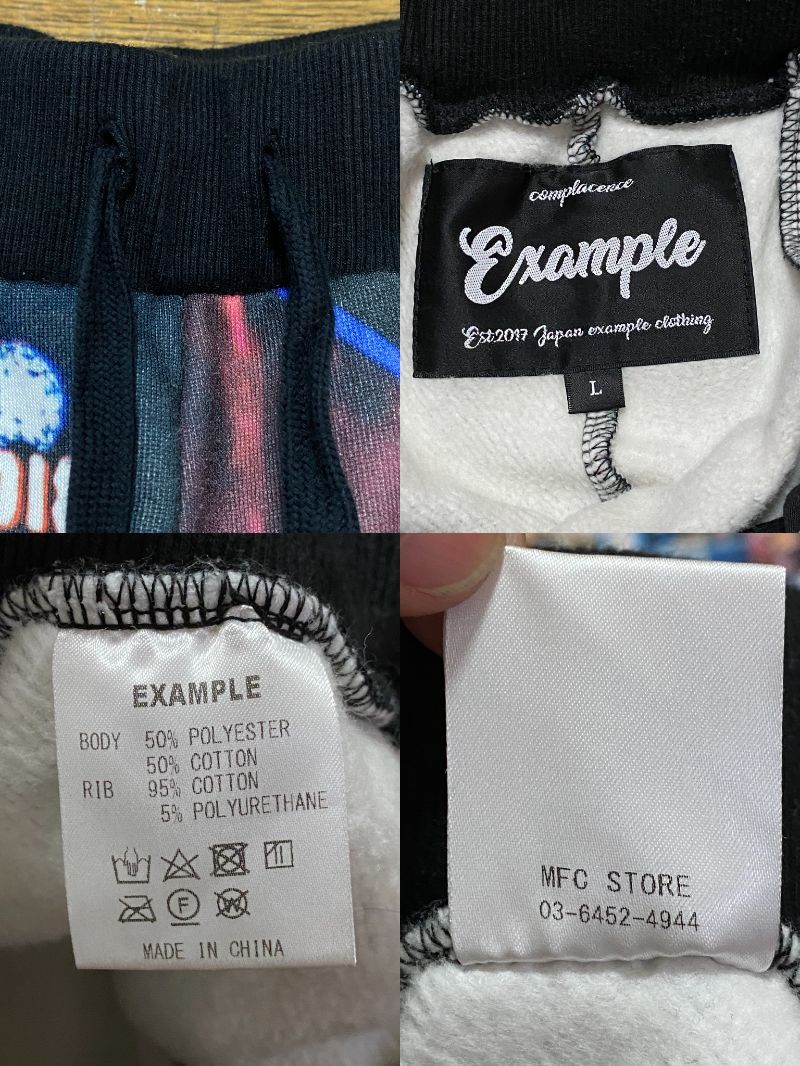 complacence
Example
Est.2017 Japan example clothing
L
EXAMPLE
BODY 50% POLYESTER
50% COTTON
RIB 95% COTTON
5% POLYURETHANE
F
W
MADE IN CHINA
MFC STORE
03-6452-4944